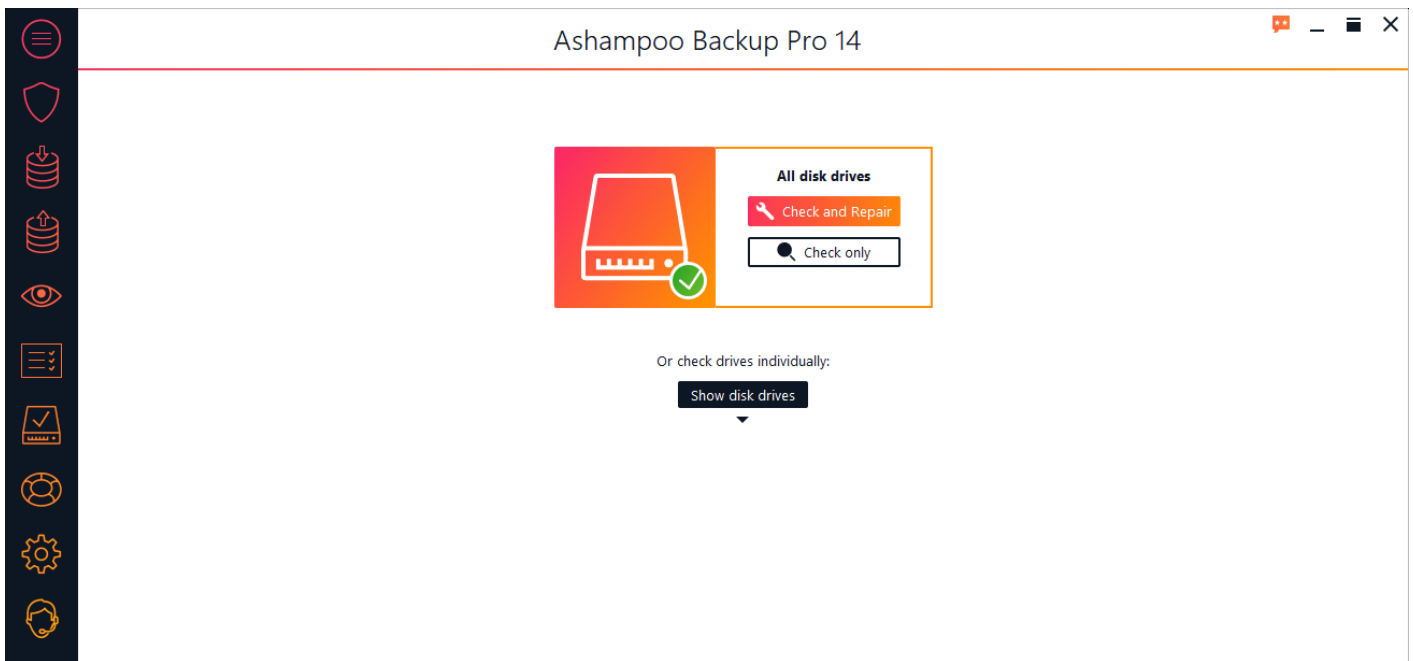 Ashampoo Backup Pro 14
All disk drives
Check and Repair
Check only
Or check drives individually:
Show disk drives